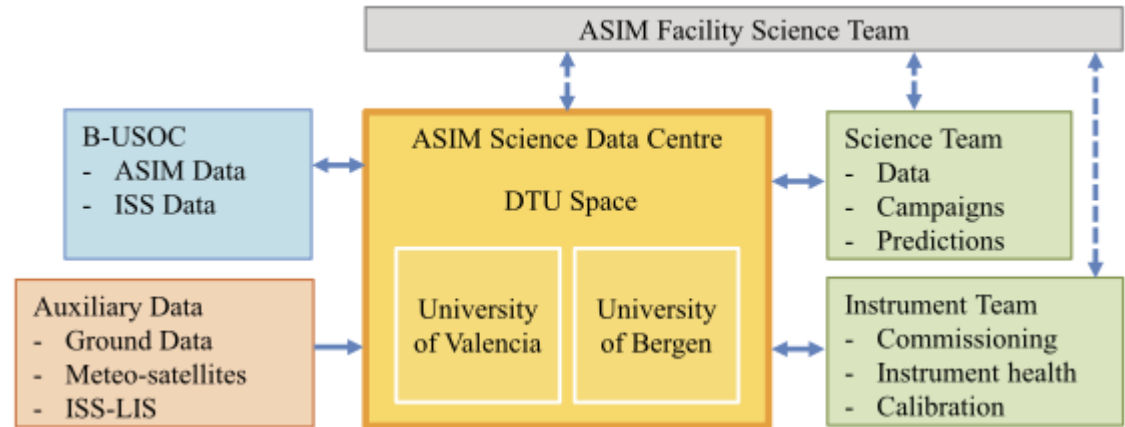 ASIM Facility Science Team
B-USOC
- ASIM Data
- ISS Data
ASIM Science Data Centre
DTU Space
University
of Valencia
University
of Bergen
Science Team
- Data
- Campaigns
- Predictions
Auxiliary Data
- Ground Data
- Meteo-satellites
- ISS-LIS
Instrument Team
- Commissioning
- Instrument health
- Calibration